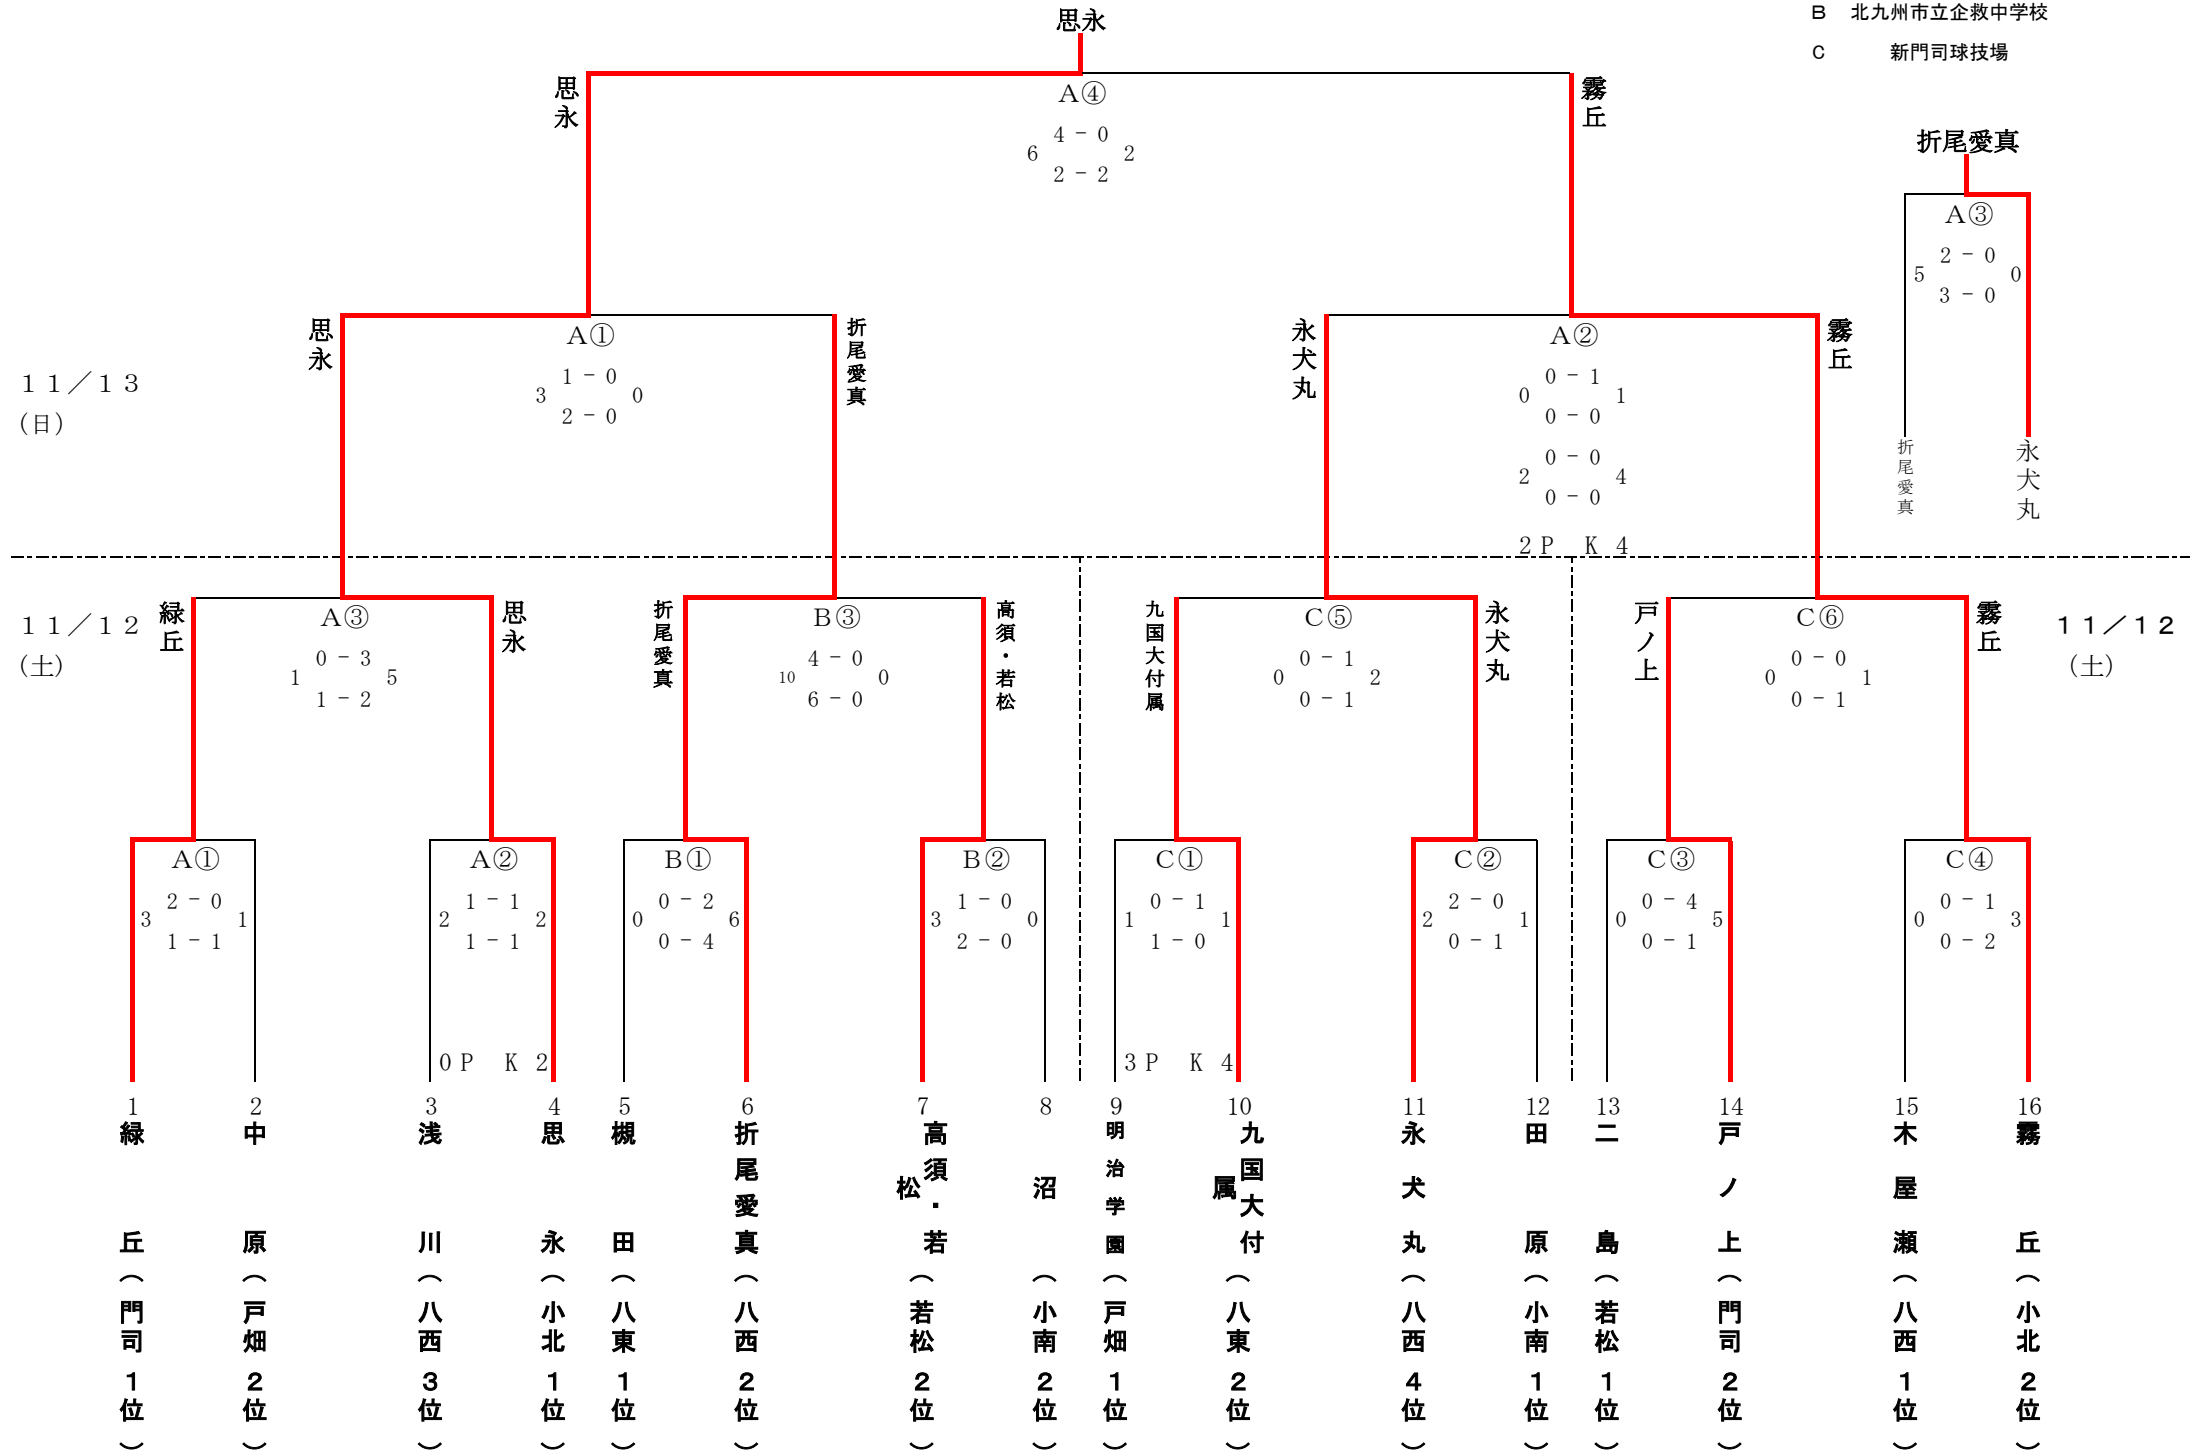 思永
B 北九州市立企救中学校
C 新門司球技場
思永
A④
4－0
6 2
2－2
霧丘
折尾愛真
A③
2－0
5 0
3－0
折尾愛真
永犬丸
11／13
(日)
思永
A①
1－0
3 0
2－0
折尾愛真
永犬丸
A②
0－1
0 1
0－0
0－0
2 4
0－0
2PK4
霧丘
11／12
(土)
緑丘
A③
0－3
1 5
1－2
思永
折尾愛真
B③
4－0
10 0
6－0
高須・若松
九国大付属
C⑤
0－1
0 2
0－1
永犬丸
戸ノ上
C⑥
0－0
0 1
0－1
霧丘
11／12
(土)
A①
2－0
3 1
1－1
A②
1－1
2 2
1－1
0PK2
B①
0－2
0 6
0－4
B②
1－0
3 0
2－0
C①
0－1
1 1
1－0
3PK4
C②
2－0
2 1
0－1
C③
0－4
0 5
0－1
C④
0－1
0 3
0－2
1 緑丘（門司1位）
2 中原（戸畑2位）
3 浅川（八西3位）
4 思永（小北1位）
5 槻田（八東1位）
6 折尾愛真（八西2位）
7 高須・若松（若松2位）
8 沼（小南2位）
9 明治学園（戸畑1位）
10 九国大付属（八東2位）
11 永犬丸（八西4位）
12 田原（小南1位）
13 二島（若松1位）
14 戸ノ上（門司2位）
15 木屋瀬（八西1位）
16 霧丘（小北2位）